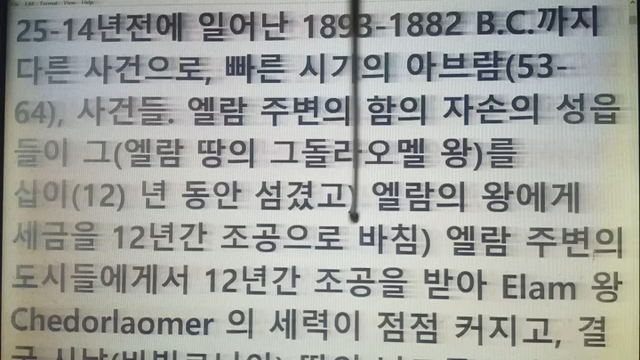 25-14년전에 일어난 1893-1882 B.C.까지
다른 사건으로, 빠른 시기의 아브람(53-
64), 사건들. 엘람 주변의 함의 자손의 성읍
들이 그(엘람 땅의 그돌라오멜 왕)를
십이(12) 년 동안 섬겼고) 엘람의 왕에게
세금을 12년간 조공으로 바침) 엘람 주변의
도시들에게서 12년간 조공을 받아 Elam 왕
Chedorlaomer 의 세력이 점점 커지고, 결